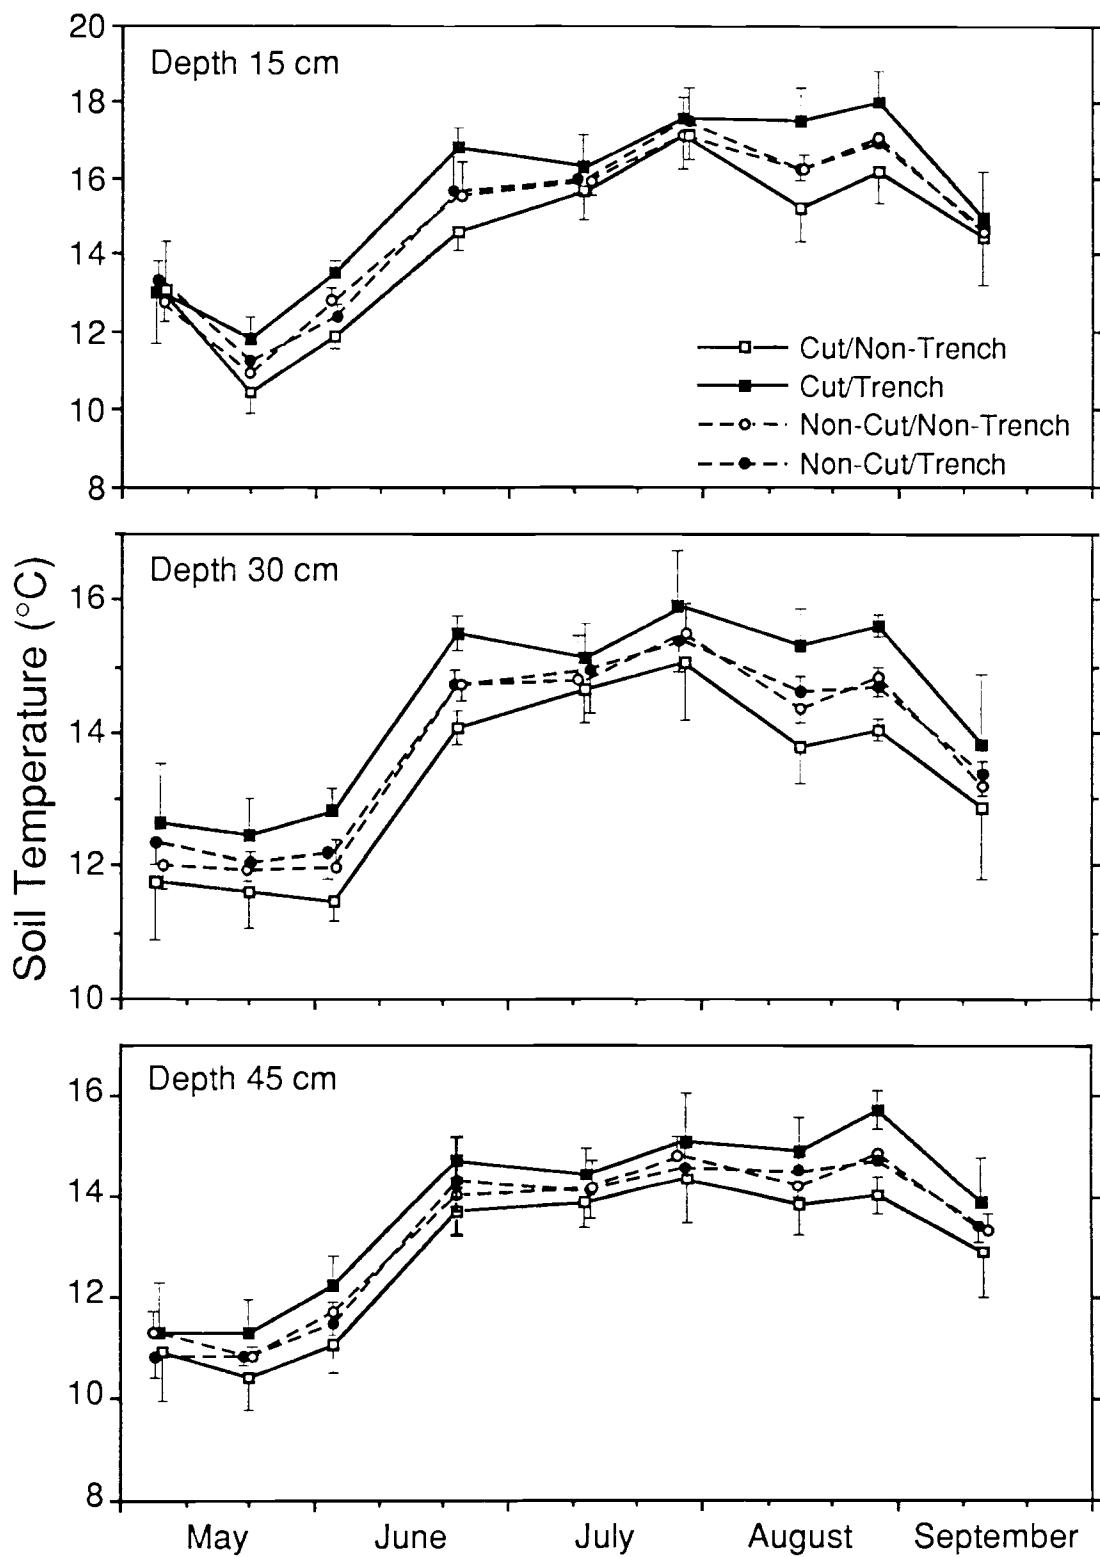 20
18
16
14
12
10
8
Depth 15 cm
Cut/Non-Trench
Cut/Trench
Non-Cut/Non-Trench
Non-Cut/Trench
Soil Temperature (°C)
16
14
12
10
Depth 30 cm
16
14
12
10
8
Depth 45 cm
May June July August September